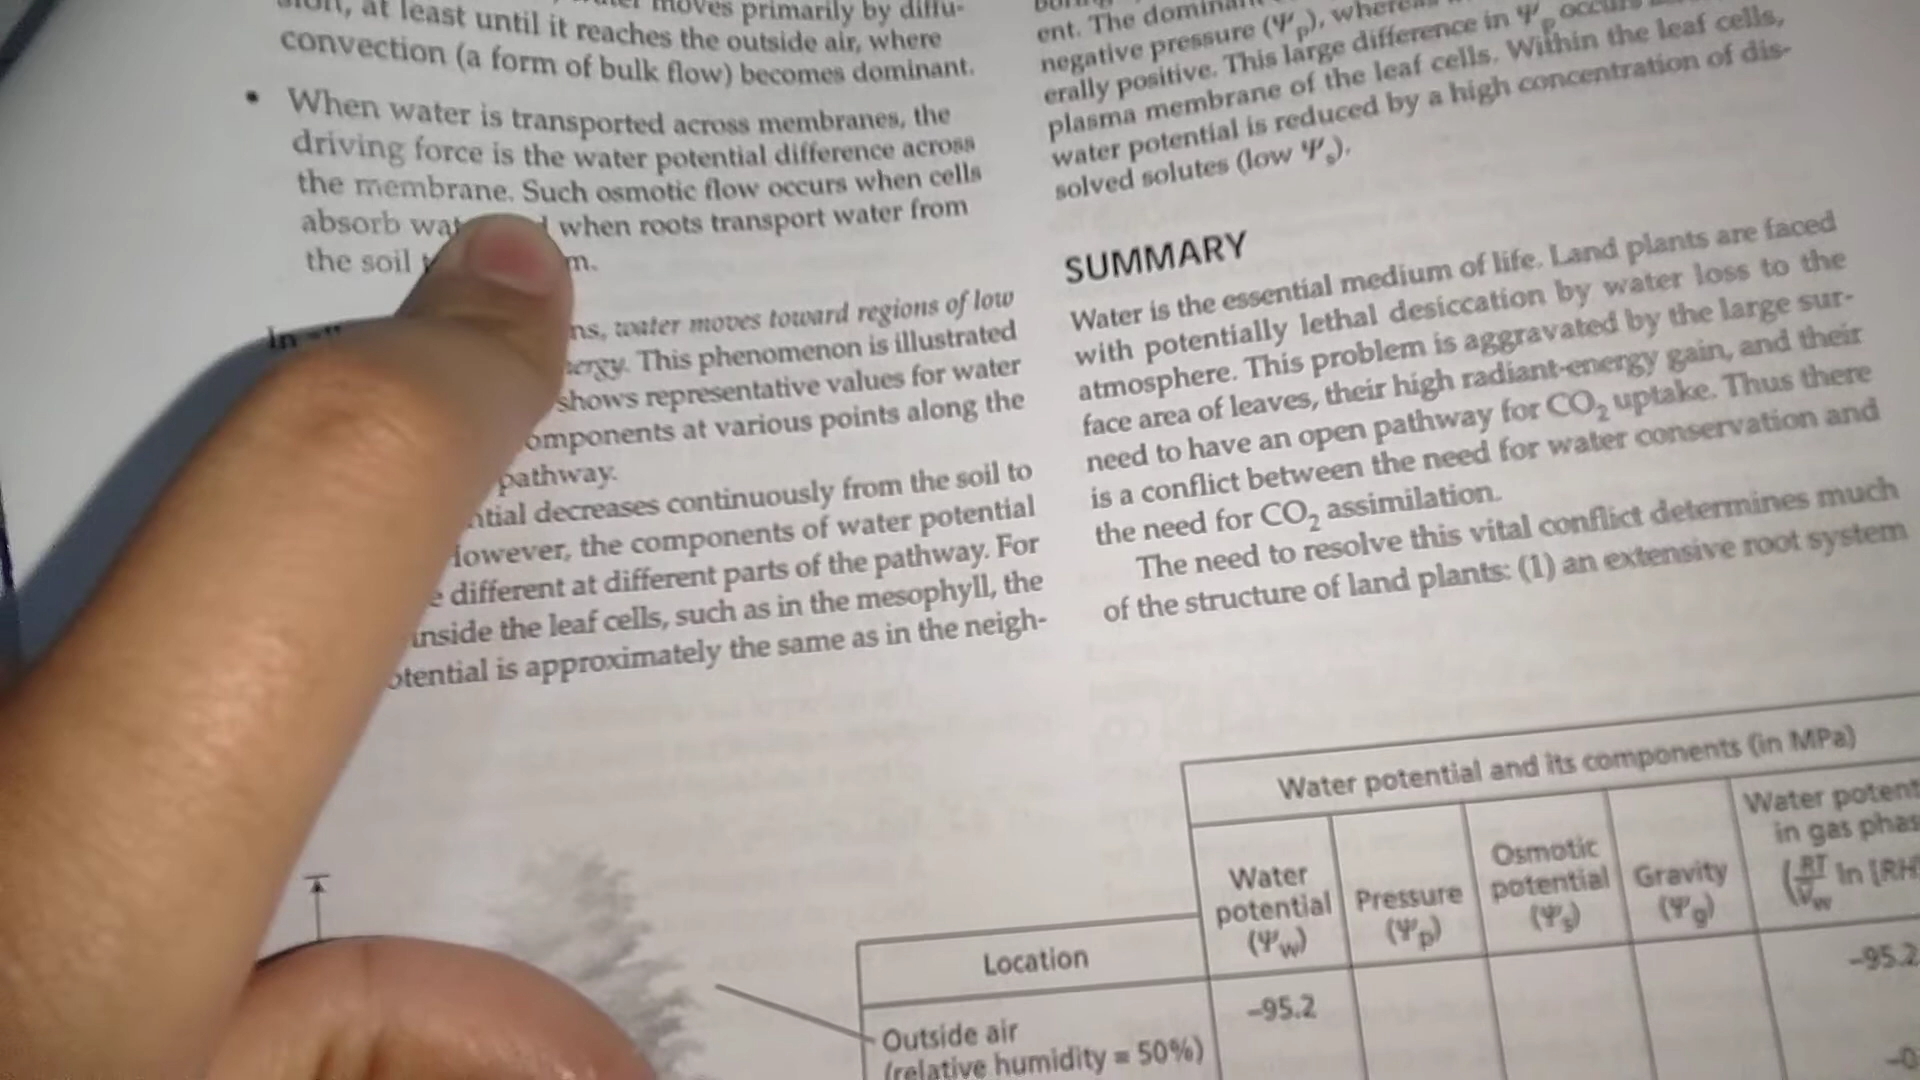 moves primarily by diffu-
at least until it reaches the outside air, where
convection (a form of bulk flow) becomes dominant.
• When water is transported across membranes, the
driving force is the water potential difference across
the membrane. Such osmotic flow occurs when cells
absorb when roots transport water from
the soil
water moves toward regions of low
This phenomenon is illustrated
shows representative values for water
at various points along the
pathway.
decreases continuously from the soil to
the components of water potential
different at different parts of the pathway. For
inside the leaf cells, such as in the mesophyll, the
is approximately the same as in the neigh-
ent. The
negative pressure (Ψp),
erally positive. This large difference in Ψp occurs
plasma membrane of the leaf cells. Within the leaf cells,
water potential is reduced by a high concentration of dis-
solved solutes (low Ψs).
SUMMARY
Water is the essential medium of life. Land plants are faced
with potentially lethal desiccation by water loss to the
atmosphere. This problem is aggravated by the large sur-
face area of leaves, their high radiant-energy gain, and their
need to have an open pathway for CO2 uptake. Thus there
is a conflict between the need for water conservation and
the need for CO2 assimilation.
The need to resolve this vital conflict determines much
of the structure of land plants: (1) an extensive root system
Water potential and its components (in MPa)
Location
Water potential (Ψw)
Pressure (Ψp)
Osmotic potential (Ψs)
Gravity (Ψg)
Water
in gas
(RT/V̄w ln [RH
Outside air
(relative humidity = 50%)
–95.2
–95.2